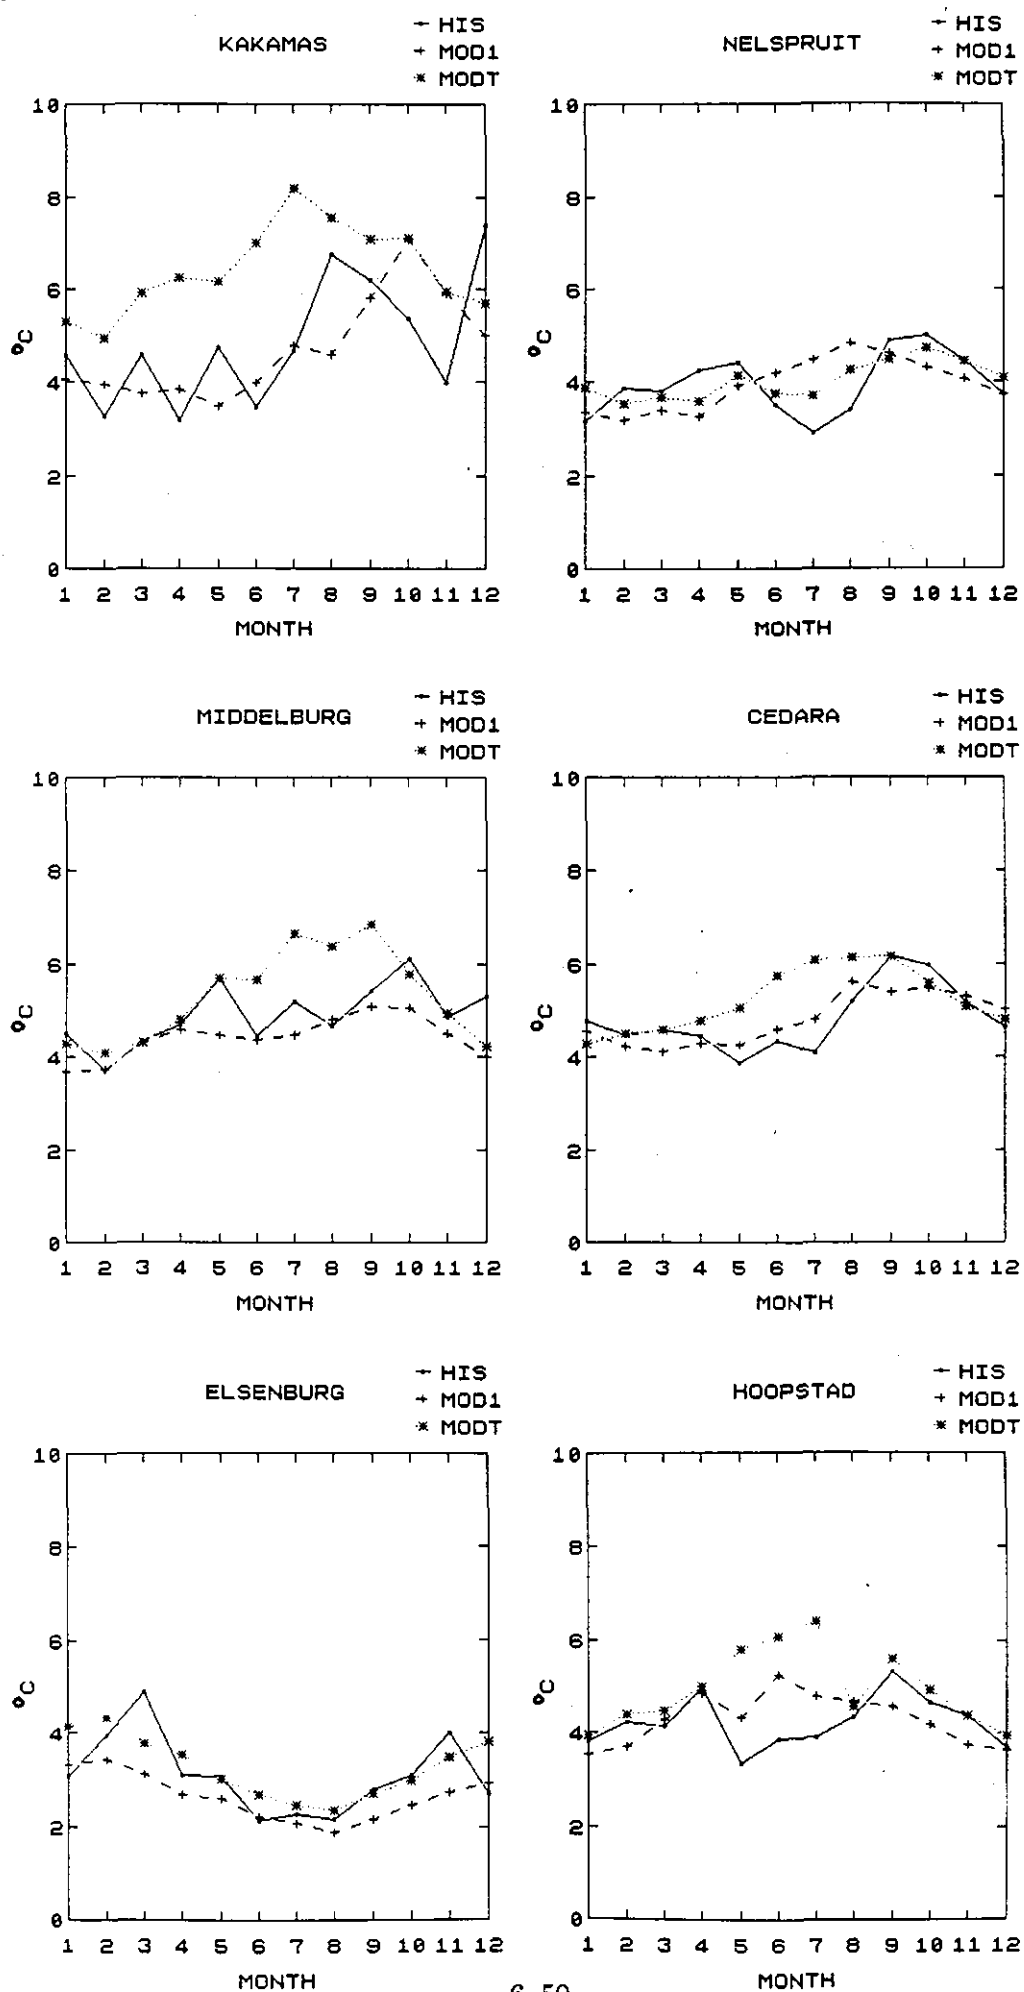 KAKAMAS
HIS
MOD1
MODT
10
8
6
4
2
0
°C
1 2 3 4 5 6 7 8 9 10 11 12
MONTH
NELSPRUIT
HIS
MOD1
MODT
10
8
6
4
2
0
°C
1 2 3 4 5 6 7 8 9 10 11 12
MONTH
MIDDELBURG
HIS
MOD1
MODT
10
8
6
4
2
0
°C
1 2 3 4 5 6 7 8 9 10 11 12
MONTH
CEDARA
HIS
MOD1
MODT
10
8
6
4
2
0
°C
1 2 3 4 5 6 7 8 9 10 11 12
MONTH
ELSENBURG
HIS
MOD1
MODT
10
8
6
4
2
0
°C
1 2 3 4 5 6 7 8 9 10 11 12
MONTH
HOOPSTAD
HIS
MOD1
MODT
10
8
6
4
2
0
°C
1 2 3 4 5 6 7 8 9 10 11 12
MONTH